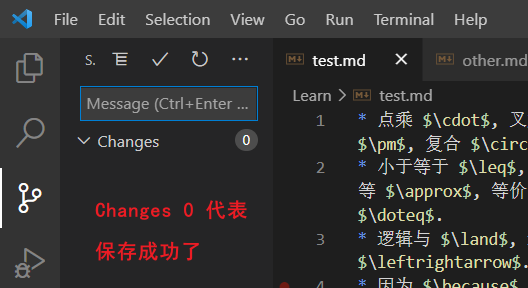 File Edit Selection View Go Run Terminal Help
S.
test.md
other.md
Message (Ctrl+Enter ...
Learn > test.md
Changes 0
Changes 0 代表
保存成功了
1 * 点乘 $\cdot$, 叉
$\pm$, 复合 $\circ
2 * 小于等于 $\leq$,
等 $\approx$, 等价
$\doteq$.
3 * 逻辑与 $\land$,
$\leftrightarrow$.
4 * 因为 $\because$